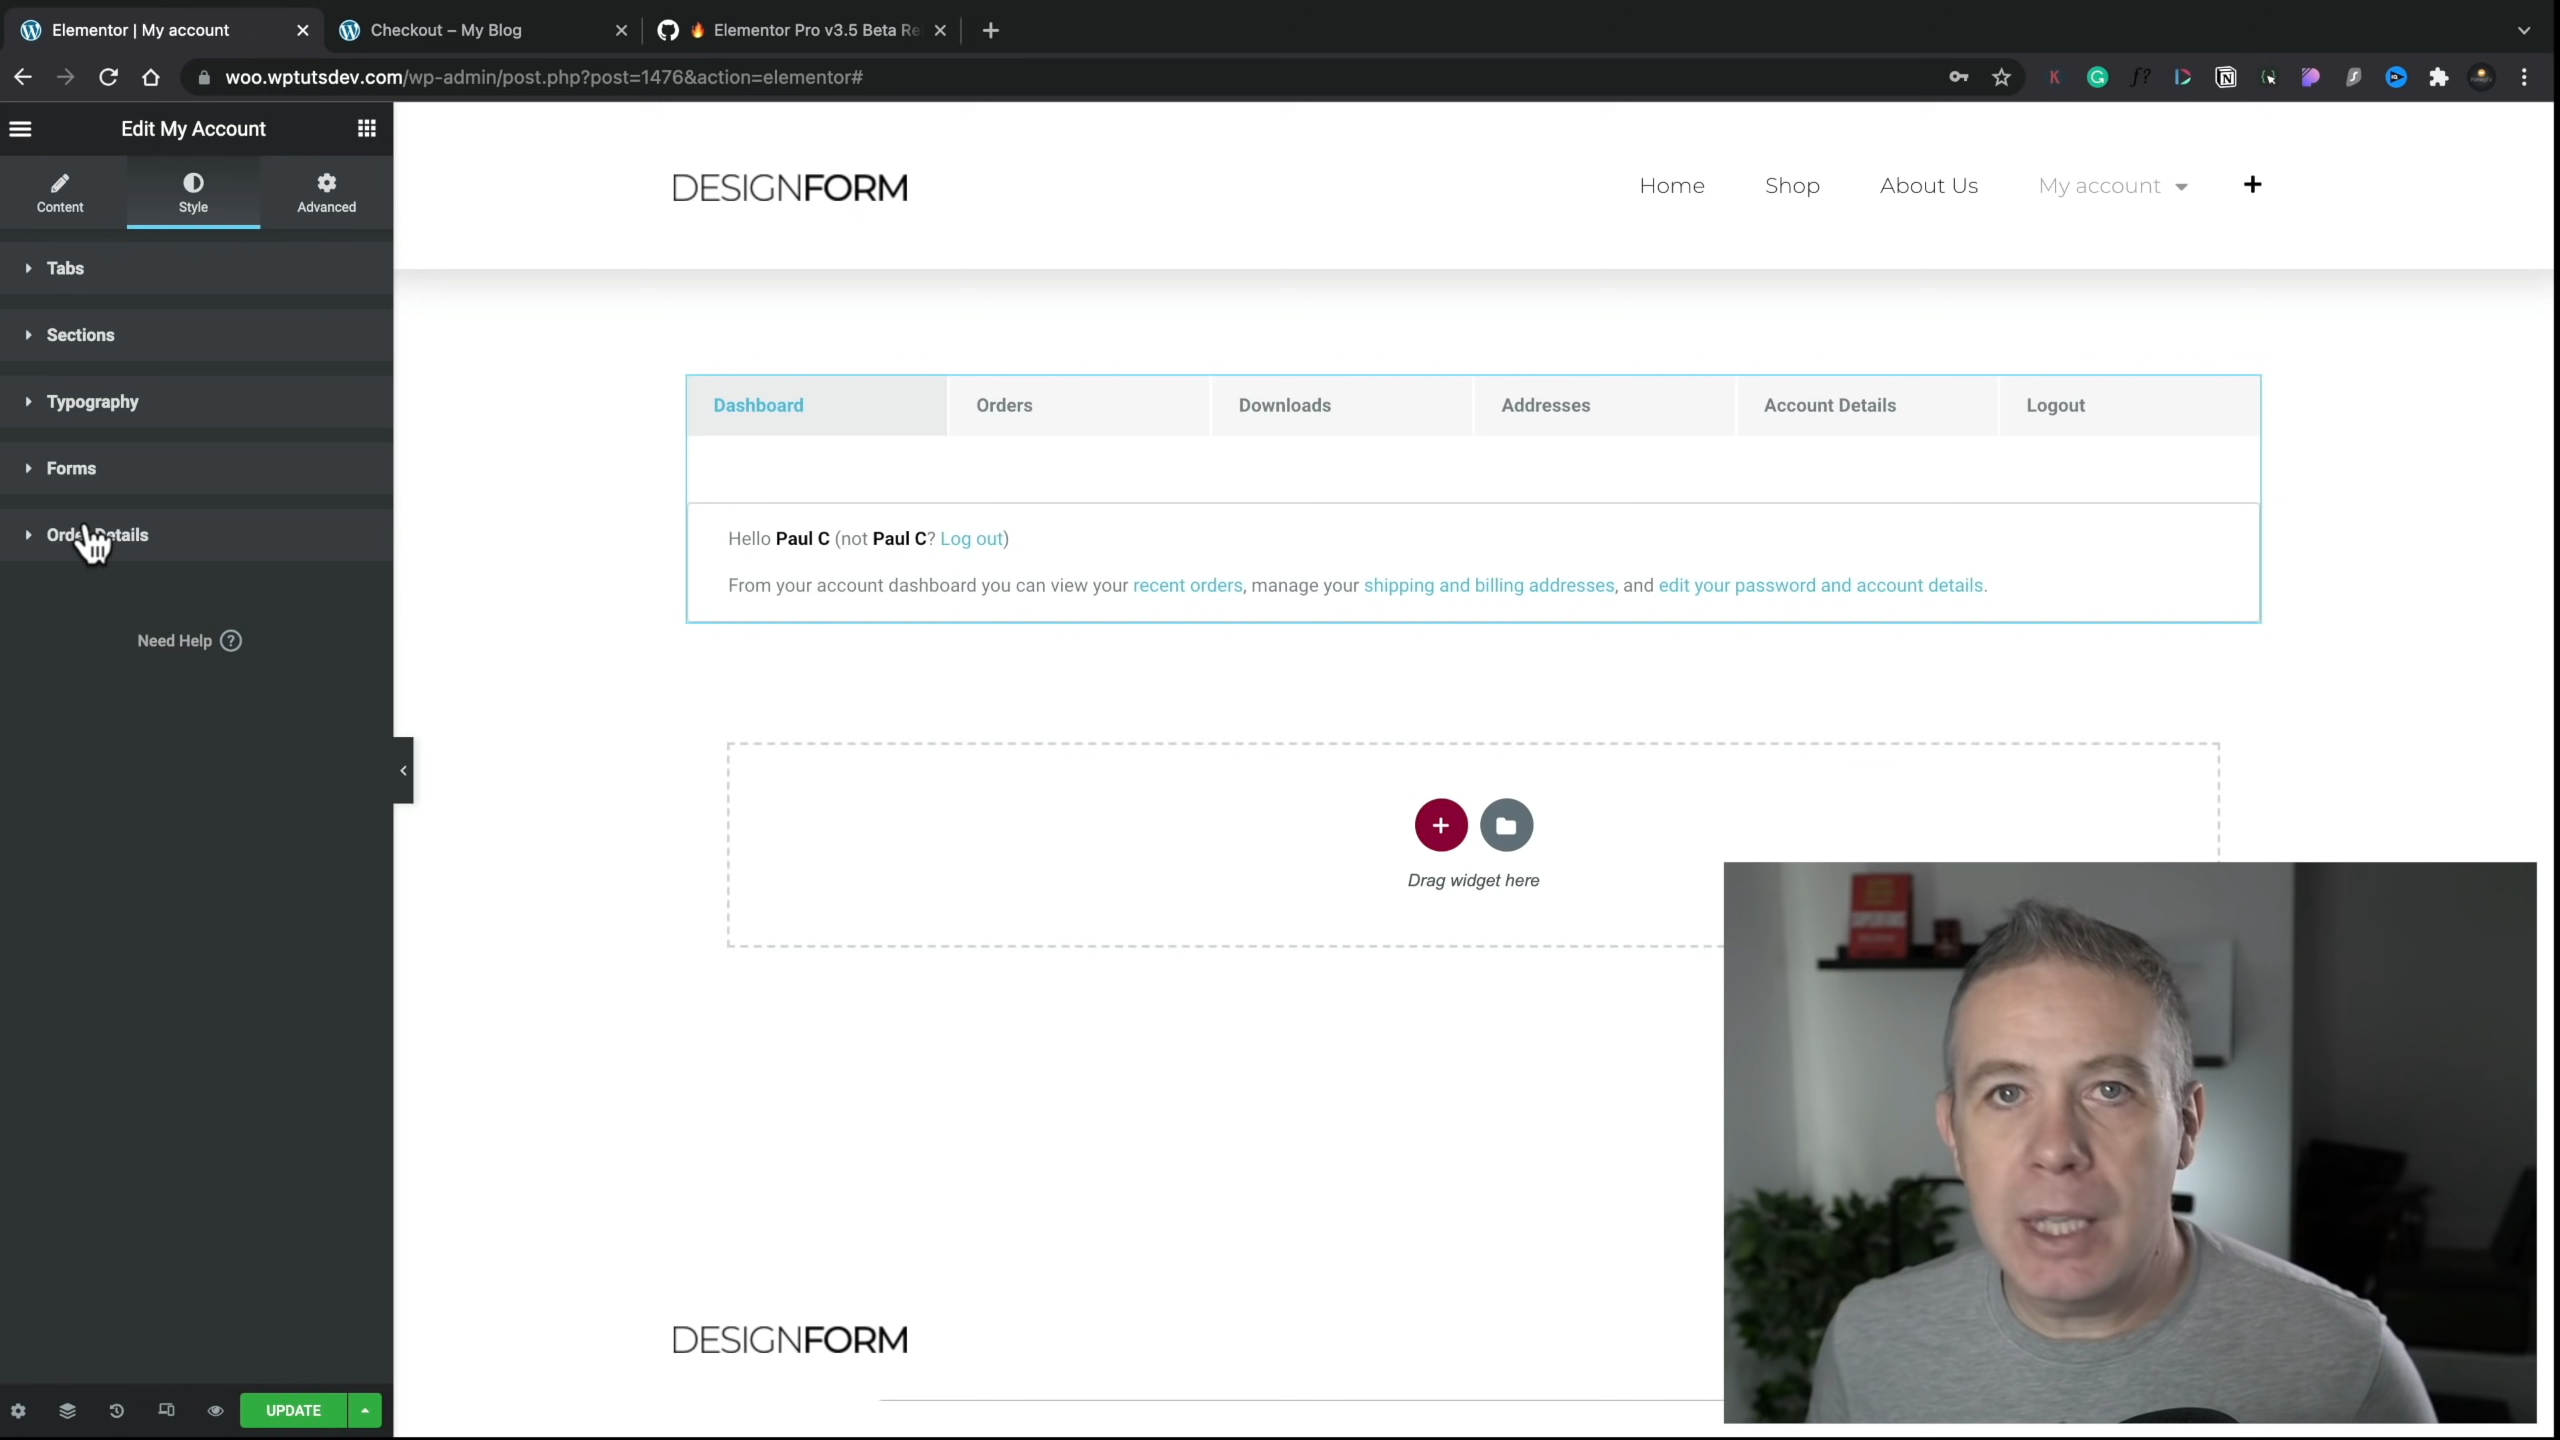 Elementor | My account
Checkout – My Blog
Elementor Pro v3.5 Beta Re
woo.wptutsdev.com/wp-admin/post.php?post=1476&action=elementor#
Edit My Account
Content
Style
Advanced
Tabs
Sections
Typography
Forms
Details
Need Help ?
UPDATE
DESIGNFORM
Home
Shop
About Us
My account
Dashboard
Orders
Downloads
Addresses
Account Details
Logout
Hello Paul C (not Paul C? Log out)
From your account dashboard you can view your recent orders, manage your shipping and billing addresses, and edit your password and account details.
Drag widget here
DESIGNFORM